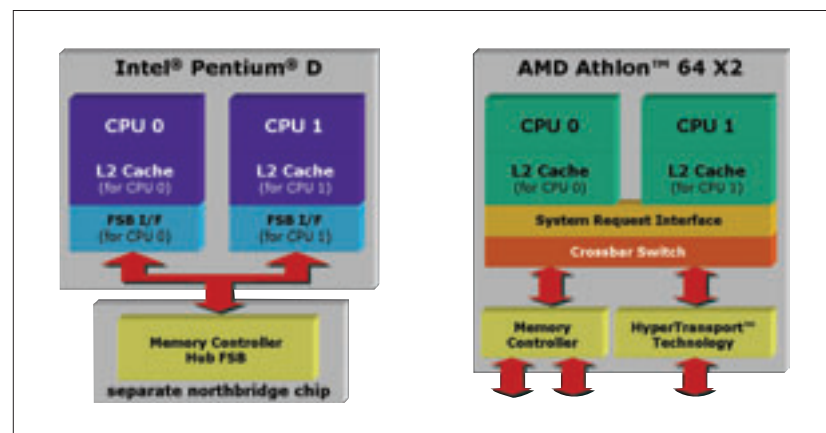 Intel® Pentium® D
CPU 0
L2 Cache
(for CPU 0)
FSB I/F
(for CPU 0)
CPU 1
L2 Cache
(for CPU 1)
FSB I/F
(for CPU 1)
Memory Controller
Hub FSB
separate northbridge chip
AMD Athlon™ 64 X2
CPU 0
L2 Cache
(for CPU 0)
CPU 1
L2 Cache
(for CPU 1)
System Request Interface
Crossbar Switch
Memory
Controller
HyperTransport™
Technology